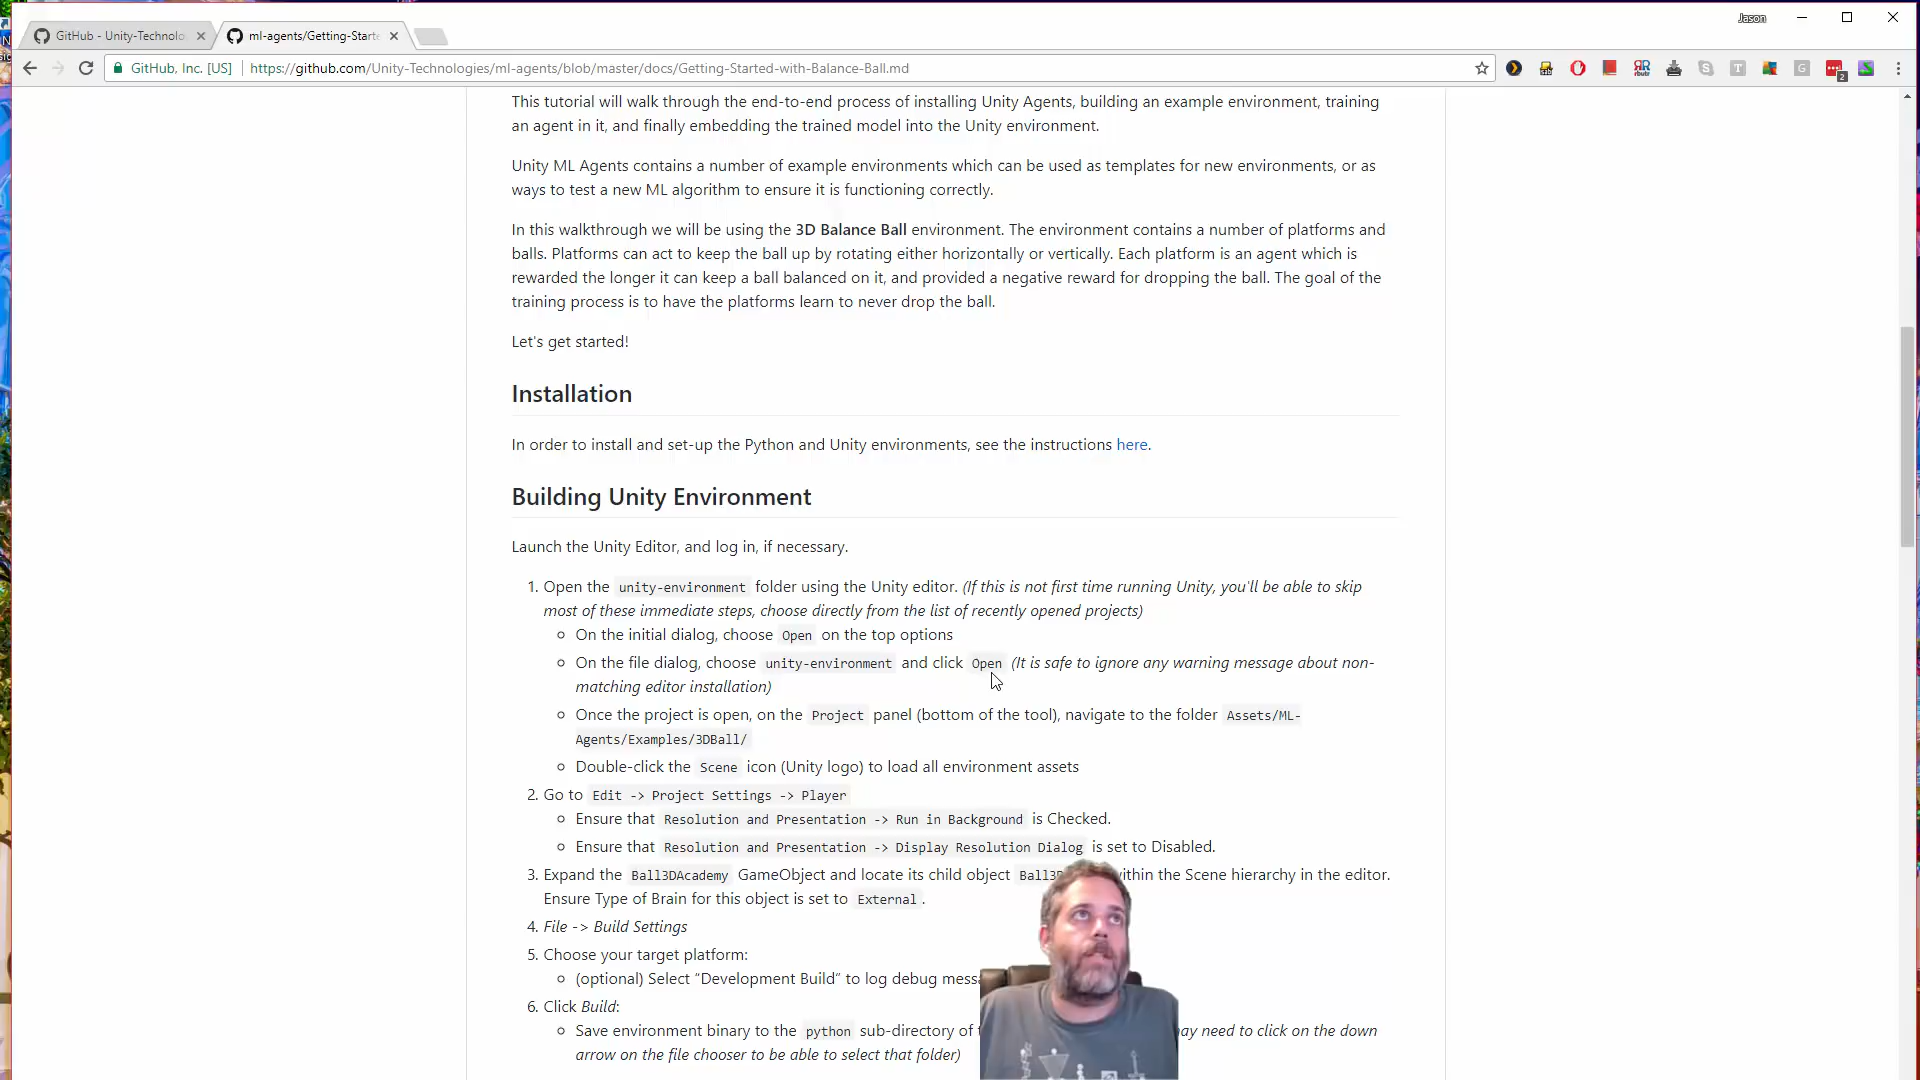 Jason
GitHub - Unity-Technolo
ml-agents/Getting-Starte
GitHub, Inc. [US]
https://github.com/Unity-Technologies/ml-agents/blob/master/docs/Getting-Started-with-Balance-Ball.md
2
This tutorial will walk through the end-to-end process of installing Unity Agents, building an example environment, training
an agent in it, and finally embedding the trained model into the Unity environment.
Unity ML Agents contains a number of example environments which can be used as templates for new environments, or as
ways to test a new ML algorithm to ensure it is functioning correctly.
In this walkthrough we will be using the 3D Balance Ball environment. The environment contains a number of platforms and
balls. Platforms can act to keep the ball up by rotating either horizontally or vertically. Each platform is an agent which is
rewarded the longer it can keep a ball balanced on it, and provided a negative reward for dropping the ball. The goal of the
training process is to have the platforms learn to never drop the ball.
Let's get started!
Installation
In order to install and set-up the Python and Unity environments, see the instructions here.
Building Unity Environment
Launch the Unity Editor, and log in, if necessary.
1. Open the unity-environment folder using the Unity editor. (If this is not first time running Unity, you'll be able to skip
most of these immediate steps, choose directly from the list of recently opened projects)
On the initial dialog, choose Open on the top options
On the file dialog, choose unity-environment and click Open (It is safe to ignore any warning message about non-
matching editor installation)
Once the project is open, on the Project panel (bottom of the tool), navigate to the folder Assets/ML-
Agents/Examples/3DBall/
Double-click the Scene icon (Unity logo) to load all environment assets
2. Go to Edit -> Project Settings -> Player
Ensure that Resolution and Presentation -> Run in Background is Checked.
Ensure that Resolution and Presentation -> Display Resolution Dialog is set to Disabled.
3. Expand the Ball3DAcademy GameObject and locate its child object Ball3D within the Scene hierarchy in the editor.
Ensure Type of Brain for this object is set to External.
4. File -> Build Settings
5. Choose your target platform:
(optional) Select "Development Build" to log debug messa
6. Click Build:
Save environment binary to the python sub-directory of may need to click on the down
arrow on the file chooser to be able to select that folder)